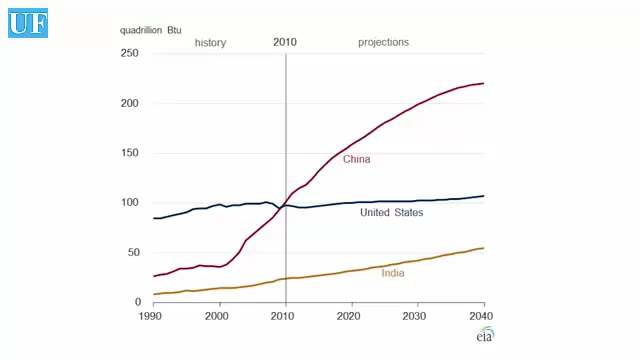 UF
quadrillion Btu
history 2010 projections
250
200
150
100
50
0
China
United States
India
1990 2000 2010 2020 2030 2040
eia